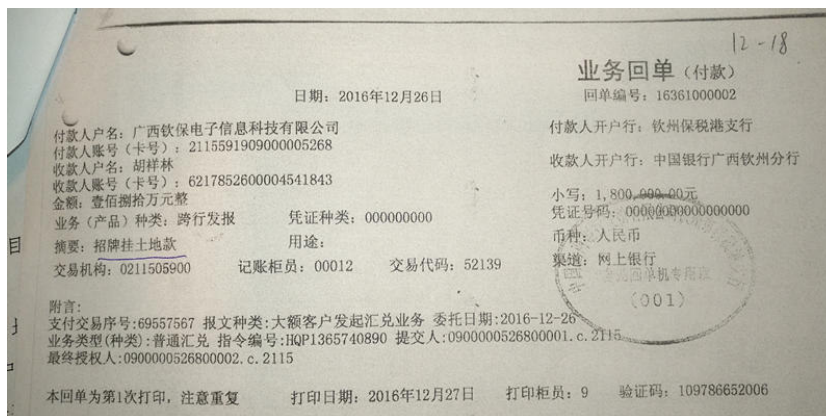 12-18
业务回单（付款）
日期：2016年12月26日
回单编号：16361000002
付款人户名：广西钦保电子信息科技有限公司
付款人开户行：钦州保税港支行
付款人账号（卡号）：2115591909000005268
收款人户名：胡祥林
收款人开户行：中国银行广西钦州分行
收款人账号（卡号）：6217852600004541843
金额：壹佰捌拾万元整
小写：1,800,000.00元
业务（产品）种类：跨行发报 凭证种类：000000000
凭证号码：00000000000000000
摘要：招牌挂土地款 用途：
币种：人民币
交易机构：0211505900 记账柜员：00012 交易代码：52139
渠道：网上银行
回单机专用章
(001)
附言：
支付交易序号:69557567 报文种类:大额客户发起汇兑业务 委托日期:2016-12-26
业务类型(种类):普通汇兑 指令编号:HQP1365740890 提交人:0900000526800001.c.2115
最终授权人:0900000526800002.c.2115
本回单为第1次打印，注意重复 打印日期：2016年12月27日 打印柜员：9 验证码：109786652006